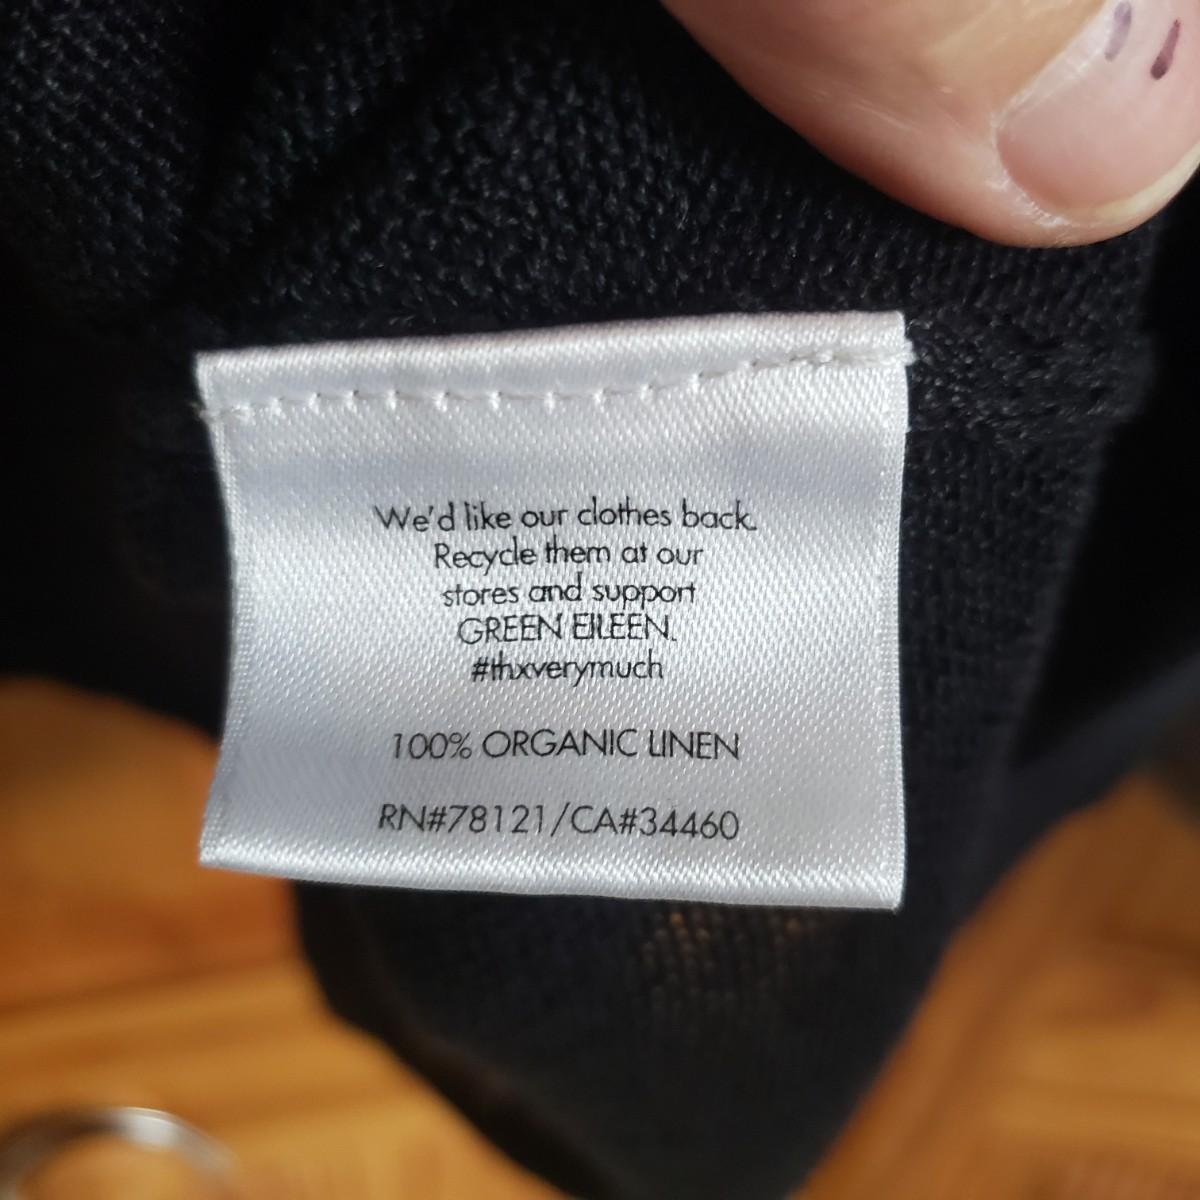 We'd like our clothes back.
Recycle them at our
stores and support
GREEN EILEEN.
#thxverymuch
100% ORGANIC LINEN
RN#78121/CA#34460